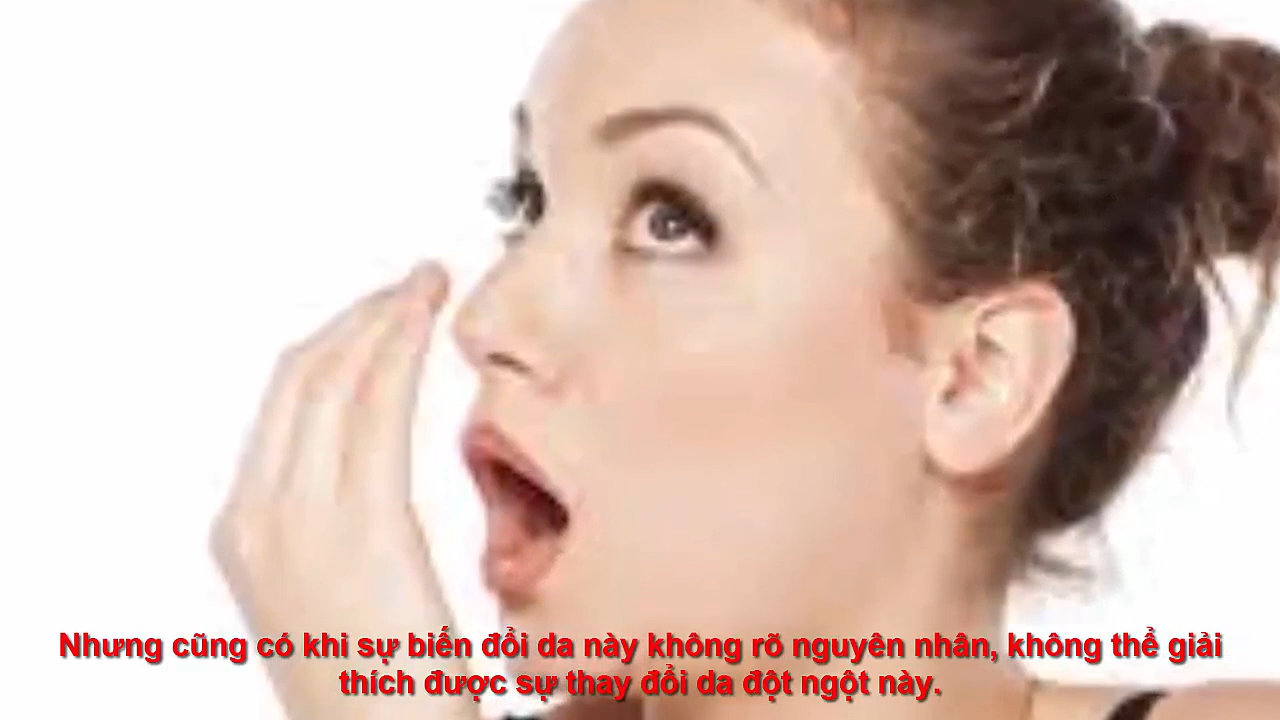 Nhưng cũng có khi sự biến đổi da này không rõ nguyên nhân, không thể giải
thích được sự thay đổi da đột ngột này.